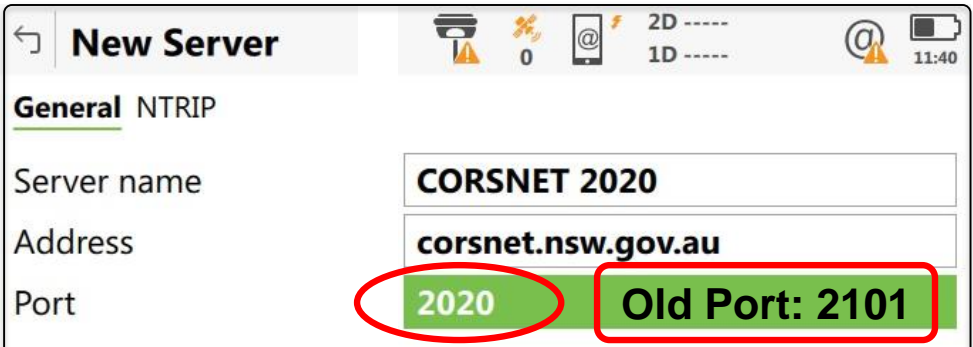 New Server
0
@
2D -----
1D -----
@
11:40
General NTRIP
Server name CORSNET 2020
Address corsnet.nsw.gov.au
Port 2020 Old Port: 2101